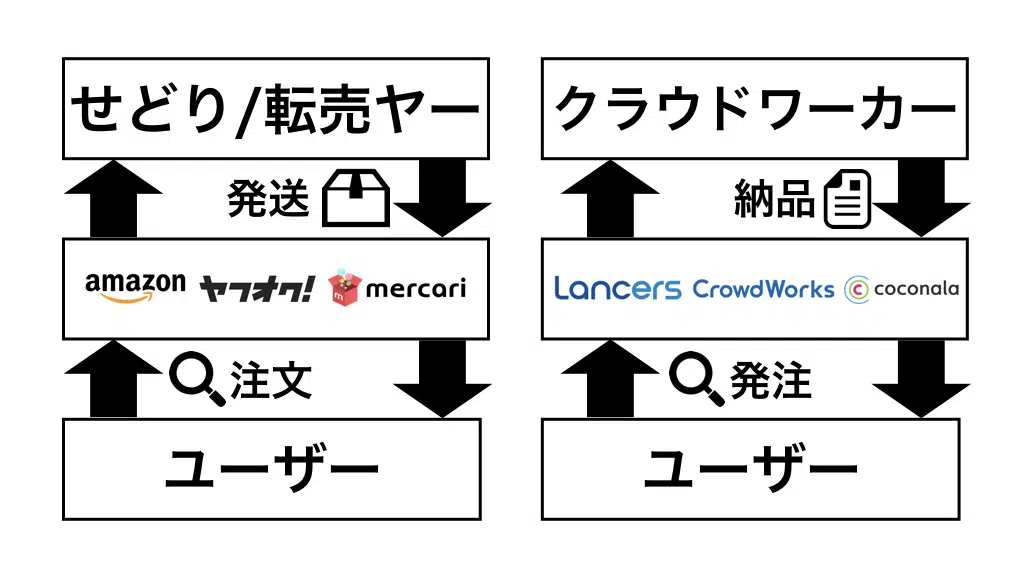 せどり/転売ヤー
発送
amazon ヤフオク! mercari
注文
ユーザー
クラウドワーカー
納品
Lancers CrowdWorks coconala
発注
ユーザー